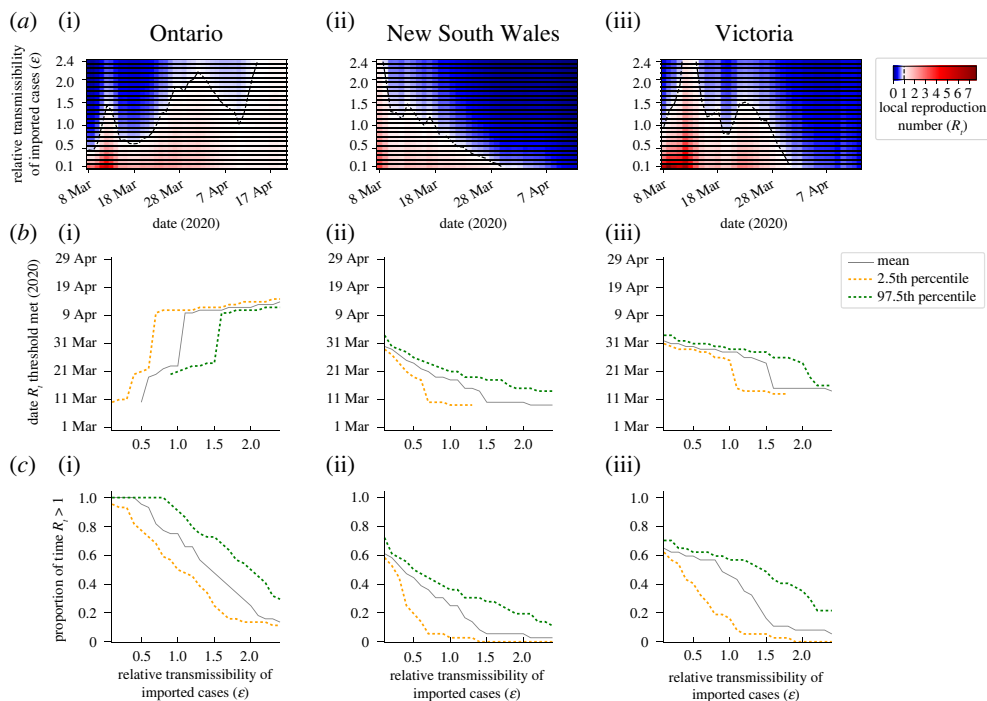 (a) (i) Ontario (ii) New South Wales (iii) Victoria
relative transmissibility
of imported cases (ε)
2.4
2.0
1.5
1.0
0.5
0.1
8 Mar 18 Mar 28 Mar 7 Apr 17 Apr
date (2020)
2.4
2.0
1.5
1.0
0.5
0.1
8 Mar 18 Mar 28 Mar 7 Apr
date (2020)
2.4
2.0
1.5
1.0
0.5
0.1
8 Mar 18 Mar 28 Mar 7 Apr
date (2020)
0 1 2 3 4 5 6 7
local reproduction
number (Rl)
(b) (i) (ii) (iii)
date Rl threshold met (2020)
29 Apr
19 Apr
9 Apr
31 Mar
21 Mar
11 Mar
1 Mar
0.5 1.0 1.5 2.0
29 Apr
19 Apr
9 Apr
31 Mar
21 Mar
11 Mar
1 Mar
0.5 1.0 1.5 2.0
29 Apr
19 Apr
9 Apr
31 Mar
21 Mar
11 Mar
1 Mar
0.5 1.0 1.5 2.0
mean
2.5th percentile
97.5th percentile
(c) (i) (ii) (iii)
proportion of time Rl > 1
1.0
0.8
0.6
0.4
0.2
0
0.5 1.0 1.5 2.0
relative transmissibility of
imported cases (ε)
1.0
0.8
0.6
0.4
0.2
0
0.5 1.0 1.5 2.0
relative transmissibility of
imported cases (ε)
1.0
0.8
0.6
0.4
0.2
0
0.5 1.0 1.5 2.0
relative transmissibility of
imported cases (ε)